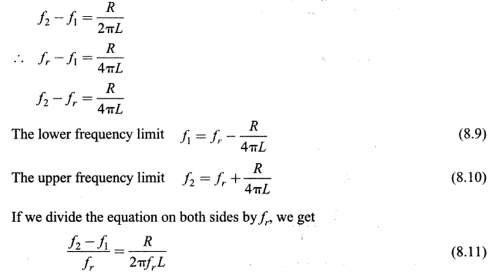 f₂ − f₁ = R/2πL
∴ fᵣ − f₁ = R/4πL
f₂ − fᵣ = R/4πL
The lower frequency limit f₁ = fᵣ − R/4πL (8.9)
The upper frequency limit f₂ = fᵣ + R/4πL (8.10)
If we divide the equation on both sides by fᵣ, we get
(f₂ − f₁)/fᵣ = R/2πfᵣL (8.11)